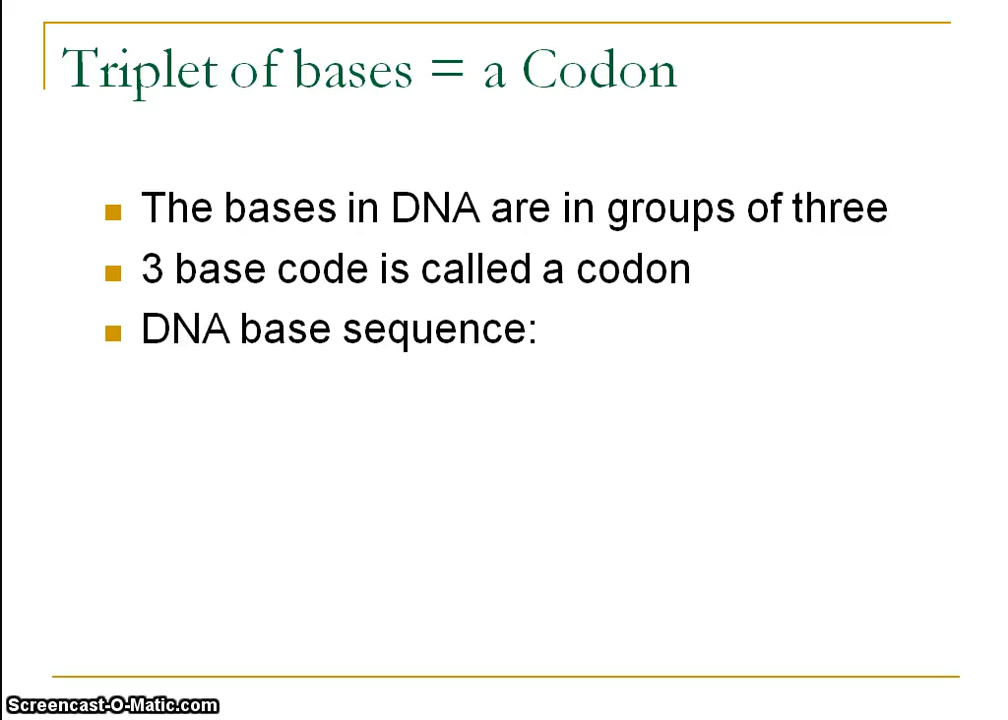 Triplet of bases = a Codon
The bases in DNA are in groups of three
3 base code is called a codon
DNA base sequence:
Screencast-O-Matic.com